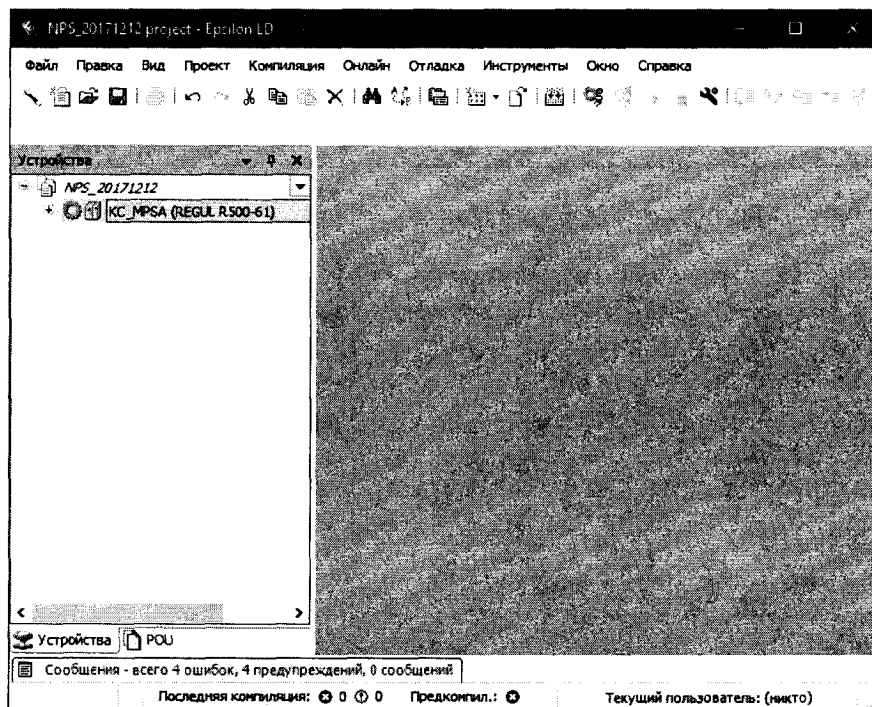 NPS_20171212.project - Epsilon LD
Файл Правка Вид Проект Компиляция Онлайн Отладка Инструменты Окно Справка
Устройства
NPS_20171212
KC_MPSA (REGUL R500-61)
Устройства POU
Сообщения - всего 4 ошибок, 4 предупреждений, 0 сообщений
Последняя компиляция: 0 0 Предкомпил.: Текущий пользователь: (никто)